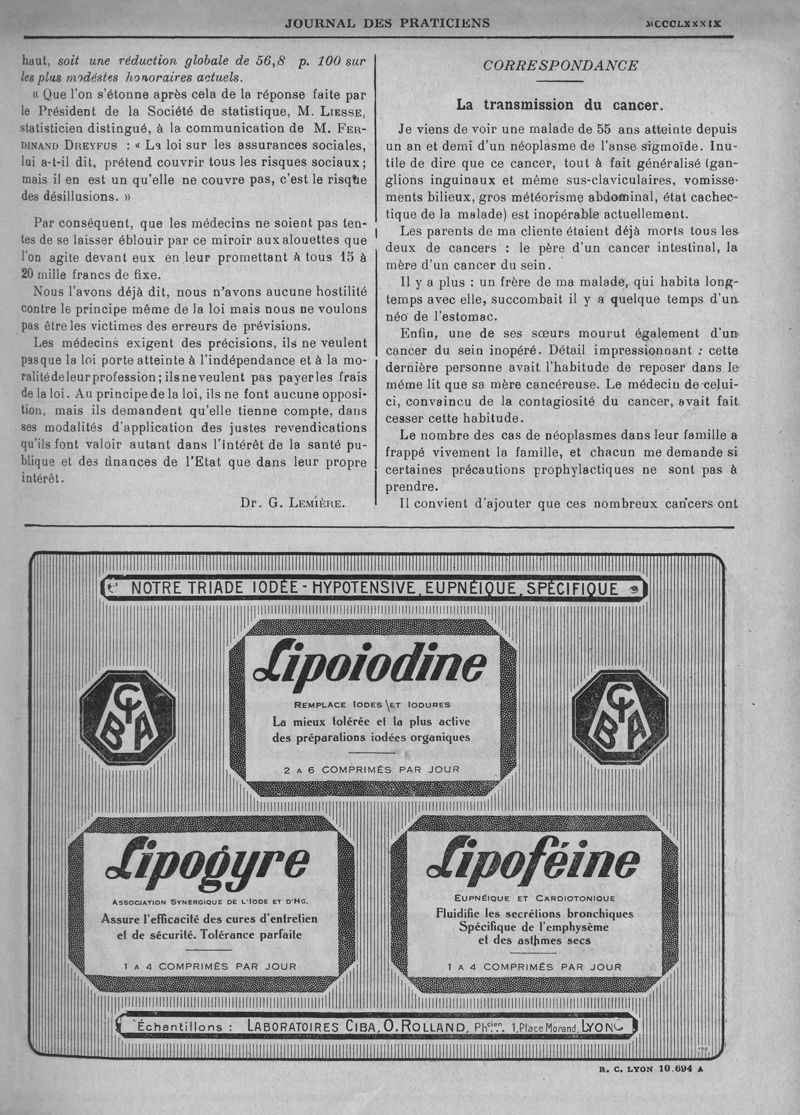 JOURNAL DES PRATICIENS
MCCCLXXXIX
haut, soit une réduction globale de 56,8 p. 100 sur
les plus modestes honoraires actuels.
« Que l'on s'étonne après cela de la réponse faite par
le Président de la Société de statistique, M. LIESSE,
statisticien distingué, à la communication de M. FER-
DINAND DREYFUS : « La loi sur les assurances sociales,
lui a-t-il dit, prétend couvrir tous les risques sociaux ;
mais il en est un qu'elle ne couvre pas, c'est le risque
des désillusions. »
Par conséquent, que les médecins ne soient pas ten-
tes de se laisser éblouir par ce miroir aux alouettes que
l'on agite devant eux en leur promettant à tous 15 à
20 mille francs de fixe.
Nous l'avons déjà dit, nous n'avons aucune hostilité
contre le principe même de la loi mais nous ne voulons
pas être les victimes des erreurs de prévisions.
Les médecins exigent des précisions, ils ne veulent
pas que la loi porte atteinte à l'indépendance et à la mo-
ralité de leur profession ; ils ne veulent pas payer les frais
de la loi. Au principe de la loi, ils ne font aucune opposi-
tion, mais ils demandent qu'elle tienne compte, dans
ses modalités d'application des justes revendications
qu'ils font valoir autant dans l'intérêt de la santé pu-
blique et des finances de l'Etat que dans leur propre
intérêt.
Dr. G. LEMIÈRE.
CORRESPONDANCE
La transmission du cancer.
Je viens de voir une malade de 55 ans atteinte depuis
un an et demi d'un néoplasme de l'anse sigmoïde. Inu-
tile de dire que ce cancer, tout à fait généralisé (gan-
glions inguinaux et même sus-claviculaires, vomisse-
ments bilieux, gros météorisme abdominal, état cachec-
tique de la malade) est inopérable actuellement.
Les parents de ma cliente étaient déjà morts tous les
deux de cancers : le père d'un cancer intestinal, la
mère d'un cancer du sein.
Il y a plus : un frère de ma malade, qui habita long-
temps avec elle, succombait il y a quelque temps d'un
néo de l'estomac.
Enfin, une de ses sœurs mourut également d'un
cancer du sein inopéré. Détail impressionnant : cette
dernière personne avait l'habitude de reposer dans le
même lit que sa mère cancéreuse. Le médecin de celui-
ci, convaincu de la contagiosité du cancer, avait fait
cesser cette habitude.
Le nombre des cas de néoplasmes dans leur famille a
frappé vivement la famille, et chacun me demande si
certaines précautions prophylactiques ne sont pas à
prendre.
Il convient d'ajouter que ces nombreux cancers ont
NOTRE TRIADE IODÉE - HYPOTENSIVE, EUPNÉIQUE, SPÉCIFIQUE
Lipoiodine
REMPLACE IODES ET IODURES
La mieux tolérée et la plus active
des préparations iodées organiques
2 A 6 COMPRIMÉS PAR JOUR
CIBA
CIBA
Lipogyre
ASSOCIATION SYNERGIQUE DE L'IODE ET D'HG.
Assure l'efficacité des cures d'entretien
et de sécurité. Tolérance parfaite
1 A 4 COMPRIMÉS PAR JOUR
Lipoféine
EUPNÉIQUE ET CARDIOTONIQUE
Fluidifie les secrétions bronchiques
Spécifique de l'emphysème
et des asthmes secs
1 A 4 COMPRIMÉS PAR JOUR
Échantillons : LABORATOIRES CIBA, O. ROLLAND, Phcien, 1, Place Morand, LYON
R. C. LYON 10.694 A